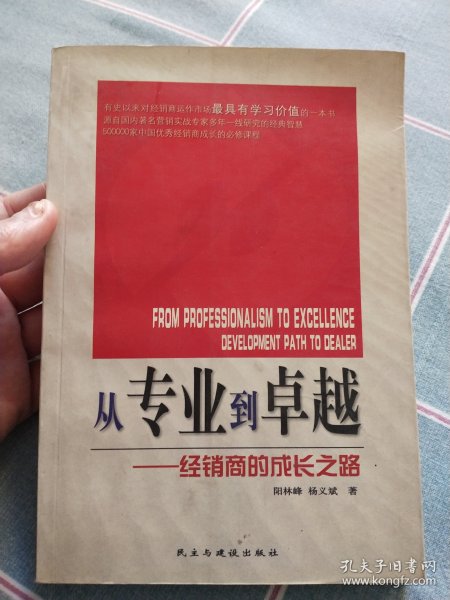 有史以来对经销商运作市场最具有学习价值的一本书
源自国内著名营销实战专家多年一线研究的经典智慧
600000家中国优秀经销商成长的必修课程
FROM PROFESSIONALISM TO EXCELLENCE
DEVELOPMENT PATH TO DEALER
从专业到卓越
——经销商的成长之路
阳林峰 杨义斌 著
民主与建设出版社
孔夫子旧书网
www.kongfz.com